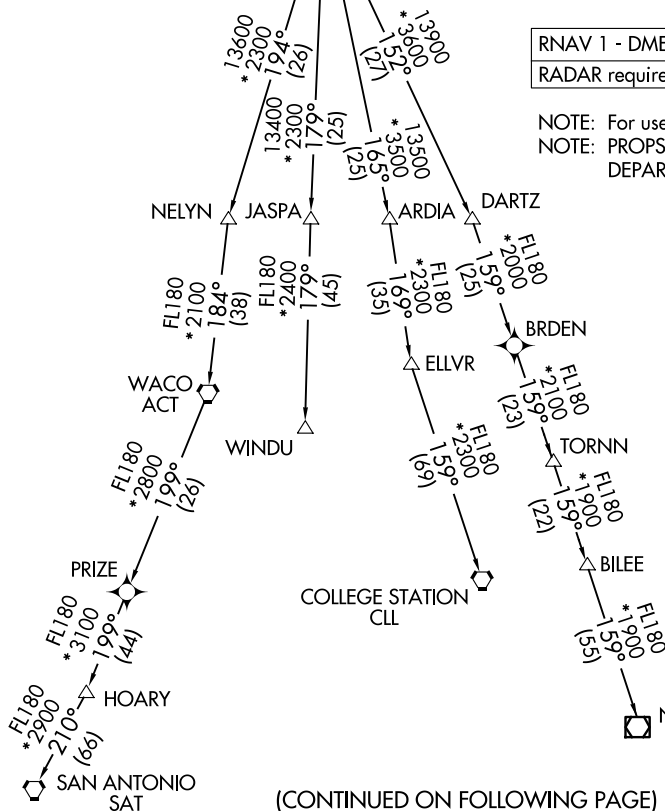 13600
*2300
194°
(26)
13400
*2300
179°
(25)
13500
*3500
165°
(25)
13900
*3600
152°
(27)
RNAV 1 - DME
RADAR require
NOTE: For use
NOTE: PROPS
DEPAR
NELYN
JASPA
ARDIA
DARTZ
FL180
*2100
184°
(38)
FL180
*2400
179°
(45)
FL180
*2300
169°
(35)
FL180
*2000
159°
(25)
BRDEN
WACO
ACT
WINDU
ELLVR
FL180
*2100
159°
(23)
TORNN
FL180
*2800
199°
(26)
FL180
*2300
159°
(69)
FL180
*1900
159°
(22)
PRIZE
COLLEGE STATION
CLL
BILEE
FL180
*3100
199°
(44)
FL180
*1900
159°
(55)
HOARY
N
FL180
*2900
210°
(66)
SAN ANTONIO
SAT
(CONTINUED ON FOLLOWING PAGE)